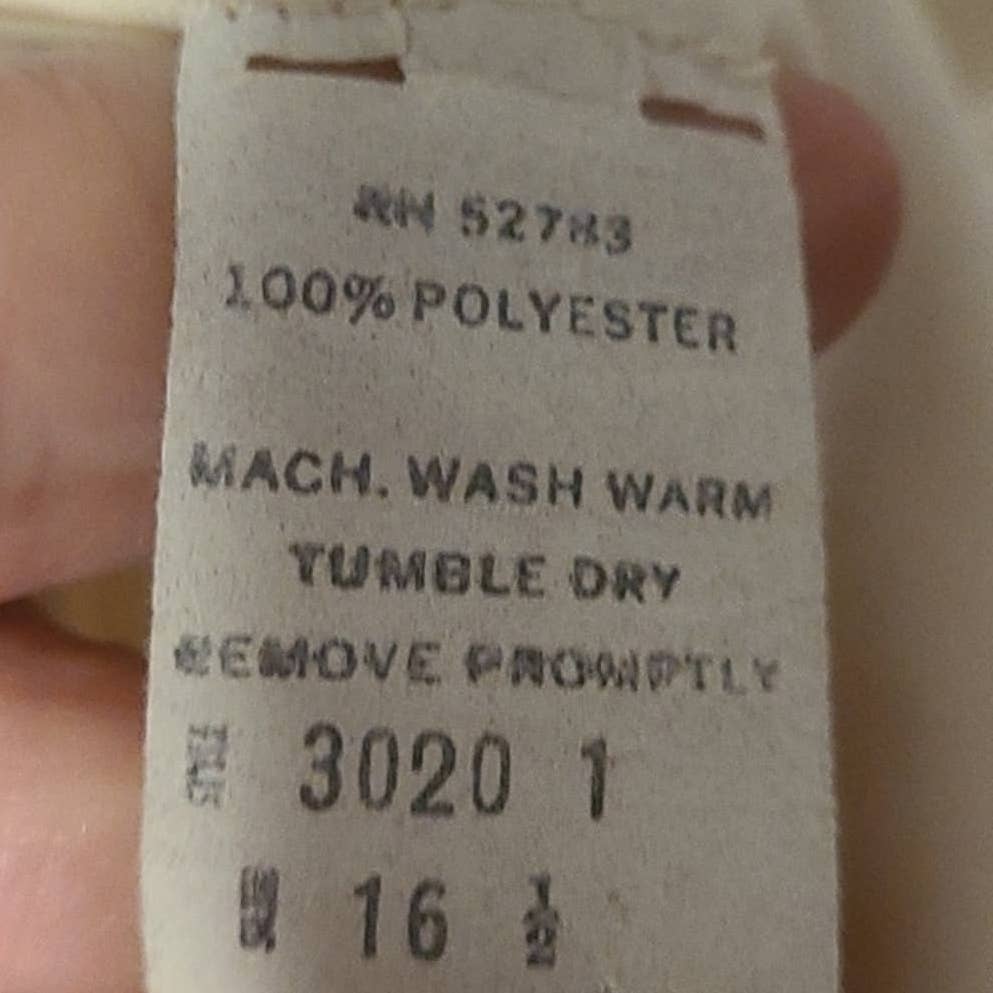 RN 52783
100% POLYESTER
MACH. WASH WARM
TUMBLE DRY
REMOVE PROMPTLY
3020 1
16 1/2